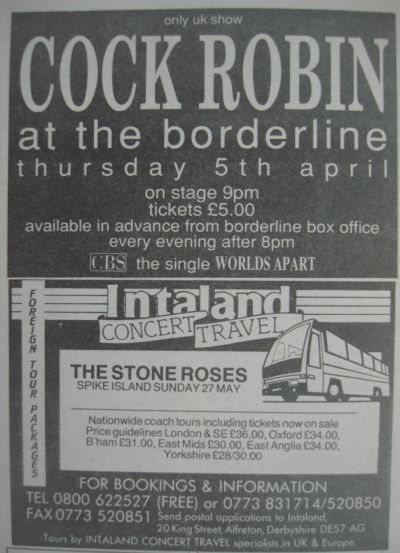 only uk show
COCK ROBIN
at the borderline
thursday 5th april
on stage 9pm
tickets £5.00
available in advance from borderline box office
every evening after 8pm
CBS the single WORLDS APART
Intaland
CONCERT TRAVEL
FOREIGN TOUR PACKAGES
THE STONE ROSES
SPIKE ISLAND SUNDAY 27 MAY
Nationwide coach tours including tickets now on sale
Price guidelines London & SE £36.00, Oxford £34.00,
B'ham £31.00, East Mids £30.00, East Anglia £34.00,
Yorkshire £28/30.00
FOR BOOKINGS & INFORMATION
TEL 0800 622527 (FREE) or 0773 831714/520850
FAX 0773 520851 Send postal applications to Intaland,
20 King Street, Alfreton, Derbyshire DE57 AG
Tours by INTALAND CONCERT TRAVEL specialists in UK & Europe.